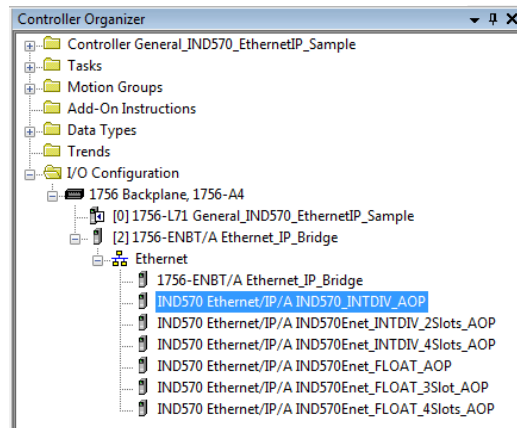 Controller Organizer
Controller General_IND570_EthernetIP_Sample
Tasks
Motion Groups
Add-On Instructions
Data Types
Trends
I/O Configuration
1756 Backplane, 1756-A4
[0] 1756-L71 General_IND570_EthernetIP_Sample
[2] 1756-ENBT/A Ethernet_IP_Bridge
Ethernet
1756-ENBT/A Ethernet_IP_Bridge
IND570 Ethernet/IP/A IND570_INTDIV_AOP
IND570 Ethernet/IP/A IND570Enet_INTDIV_2Slots_AOP
IND570 Ethernet/IP/A IND570Enet_INTDIV_4Slots_AOP
IND570 Ethernet/IP/A IND570Enet_FLOAT_AOP
IND570 Ethernet/IP/A IND570Enet_FLOAT_3Slot_AOP
IND570 Ethernet/IP/A IND570Enet_FLOAT_4Slots_AOP